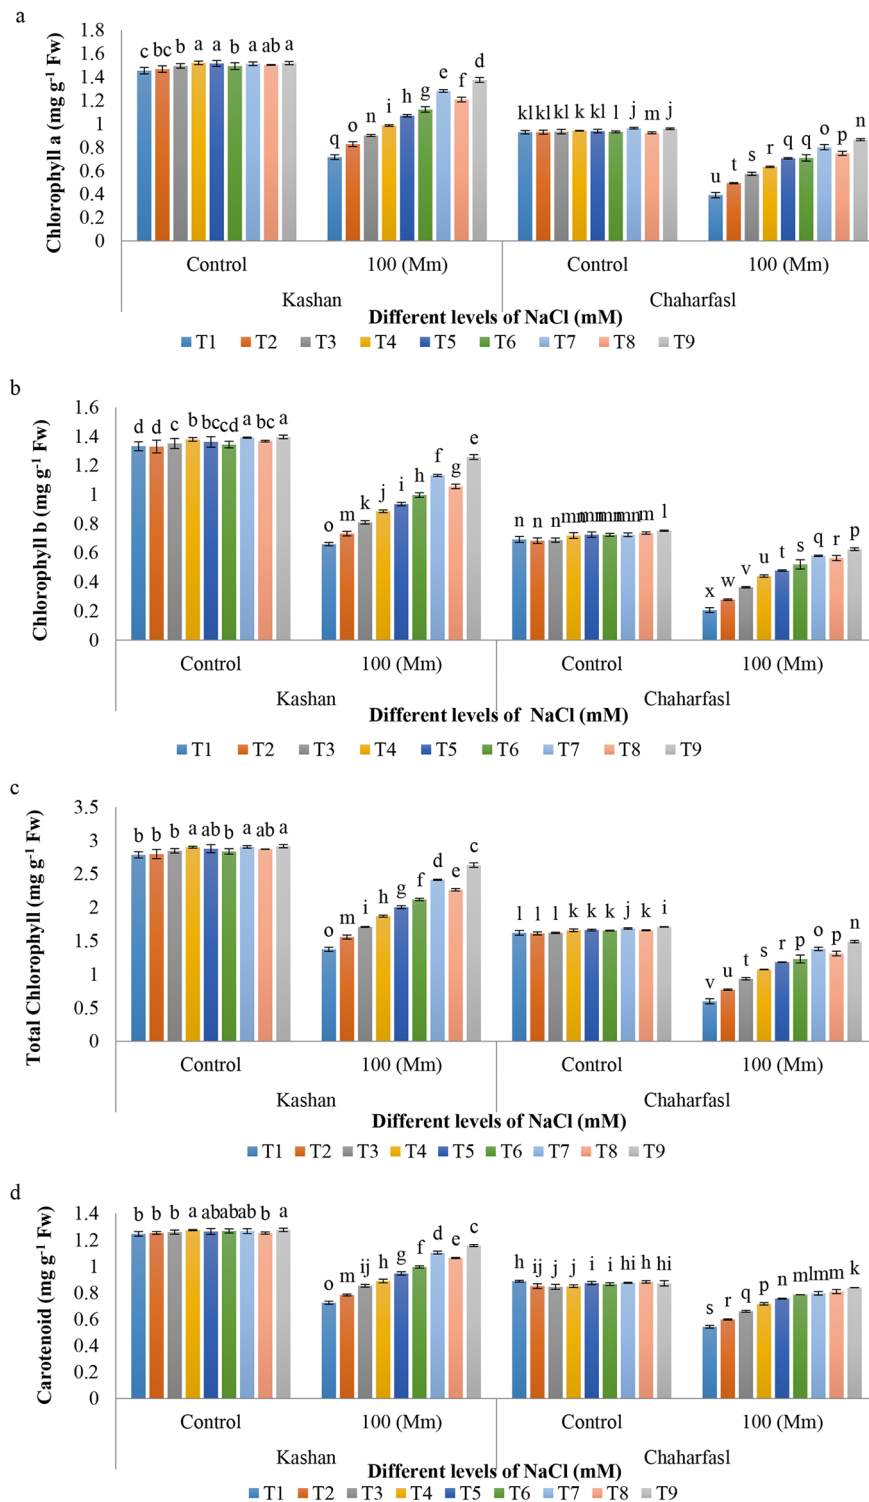 a
Chlorophyll a (mg g-1 Fw)
1.8
1.6
1.4
1.2
1
0.8
0.6
0.4
0.2
0
c bc b a a b a ab a
q o n i h g e f d
kl kl kl k kl l j m j
u t s r q q o p n
Control 100 (Mm) Control 100 (Mm)
Kashan Chaharfasl
Different levels of NaCl (mM)
T1 T2 T3 T4 T5 T6 T7 T8 T9
b
Chlorophyll b (mg g-1 Fw)
1.6
1.4
1.2
1
0.8
0.6
0.4
0.2
0
d d c b bc cd a bc a
o m k j i h f g e
n n n mn mn mn mn m l
x w v u t s q r p
Control 100 (Mm) Control 100 (Mm)
Kashan Chaharfasl
Different levels of NaCl (mM)
T1 T2 T3 T4 T5 T6 T7 T8 T9
c
Total Chlorophyll (mg g-1 Fw)
3.5
3
2.5
2
1.5
1
0.5
0
b b b a ab b a ab a
o m i h g f d e c
l l l k k k j k i
v u t s r p o p n
Control 100 (Mm) Control 100 (Mm)
Kashan Chaharfasl
Different levels of NaCl (mM)
T1 T2 T3 T4 T5 T6 T7 T8 T9
d
Carotenoid (mg g-1 Fw)
1.4
1.2
1
0.8
0.6
0.4
0.2
0
b b b a ab ab ab b a
o m ij h g f d e c
h ij j j i i hi h hi
s r q p n m lm m k
Control 100 (Mm) Control 100 (Mm)
Kashan Chaharfasl
Different levels of NaCl (mM)
T1 T2 T3 T4 T5 T6 T7 T8 T9